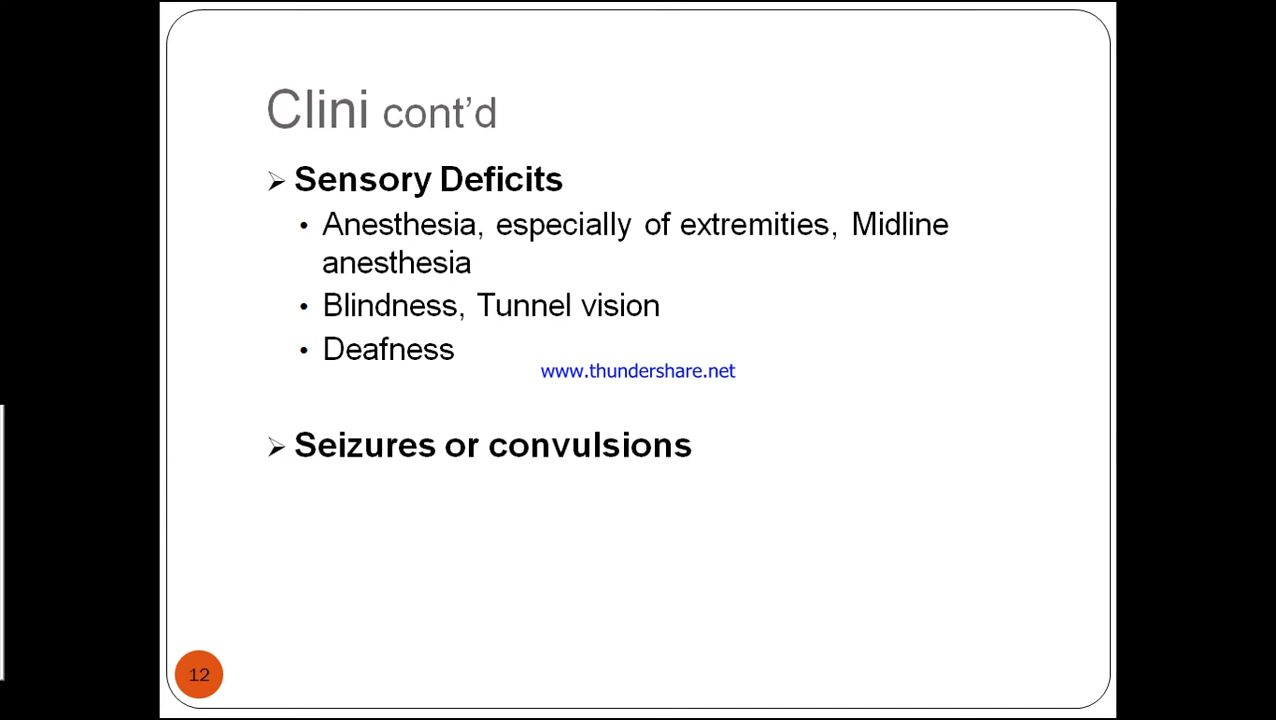 Clini cont’d
➢ Sensory Deficits
• Anesthesia, especially of extremities, Midline
anesthesia
• Blindness, Tunnel vision
• Deafness
www.thundershare.net
➢ Seizures or convulsions
12